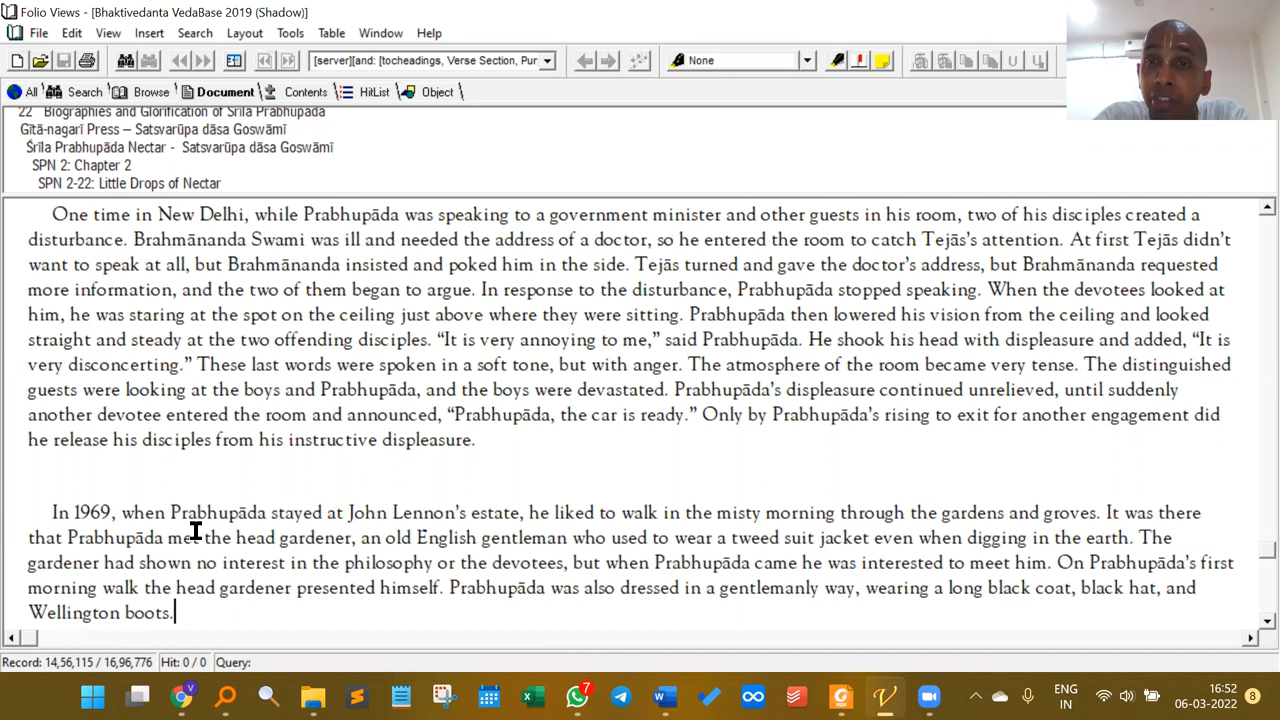 Folio Views - [Bhaktivedanta VedaBase 2019 (Shadow)]
File Edit View Insert Search Layout Tools Table Window Help
[server][and: [tocheadings, Verse Section, Pur
None
All Search Browse Document Contents HitList Object
22 Biographies and Glorification of Śrīla Prabhupāda
Gītā-nagarī Press – Satsvarūpa dāsa Goswāmī
Śrīla Prabhupāda Nectar - Satsvarūpa dāsa Goswāmī
SPN 2: Chapter 2
SPN 2-22: Little Drops of Nectar
One time in New Delhi, while Prabhupāda was speaking to a government minister and other guests in his room, two of his disciples created a
disturbance. Brahmānanda Swami was ill and needed the address of a doctor, so he entered the room to catch Tejās’s attention. At first Tejās didn’t
want to speak at all, but Brahmānanda insisted and poked him in the side. Tejās turned and gave the doctor’s address, but Brahmānanda requested
more information, and the two of them began to argue. In response to the disturbance, Prabhupāda stopped speaking. When the devotees looked at
him, he was staring at the spot on the ceiling just above where they were sitting. Prabhupāda then lowered his vision from the ceiling and looked
straight and steady at the two offending disciples. “It is very annoying to me,” said Prabhupāda. He shook his head with displeasure and added, “It is
very disconcerting.” These last words were spoken in a soft tone, but with anger. The atmosphere of the room became very tense. The distinguished
guests were looking at the boys and Prabhupāda, and the boys were devastated. Prabhupāda’s displeasure continued unrelieved, until suddenly
another devotee entered the room and announced, “Prabhupāda, the car is ready.” Only by Prabhupāda’s rising to exit for another engagement did
he release his disciples from his instructive displeasure.
In 1969, when Prabhupāda stayed at John Lennon’s estate, he liked to walk in the misty morning through the gardens and groves. It was there
that Prabhupāda met the head gardener, an old English gentleman who used to wear a tweed suit jacket even when digging in the earth. The
gardener had shown no interest in the philosophy or the devotees, but when Prabhupāda came he was interested to meet him. On Prabhupāda’s first
morning walk the head gardener presented himself. Prabhupāda was also dressed in a gentlemanly way, wearing a long black coat, black hat, and
Wellington boots.
Record: 14,56,115 / 16,96,776 Hit: 0 / 0 Query:
7
ENG
IN
16:52
06-03-2022
8